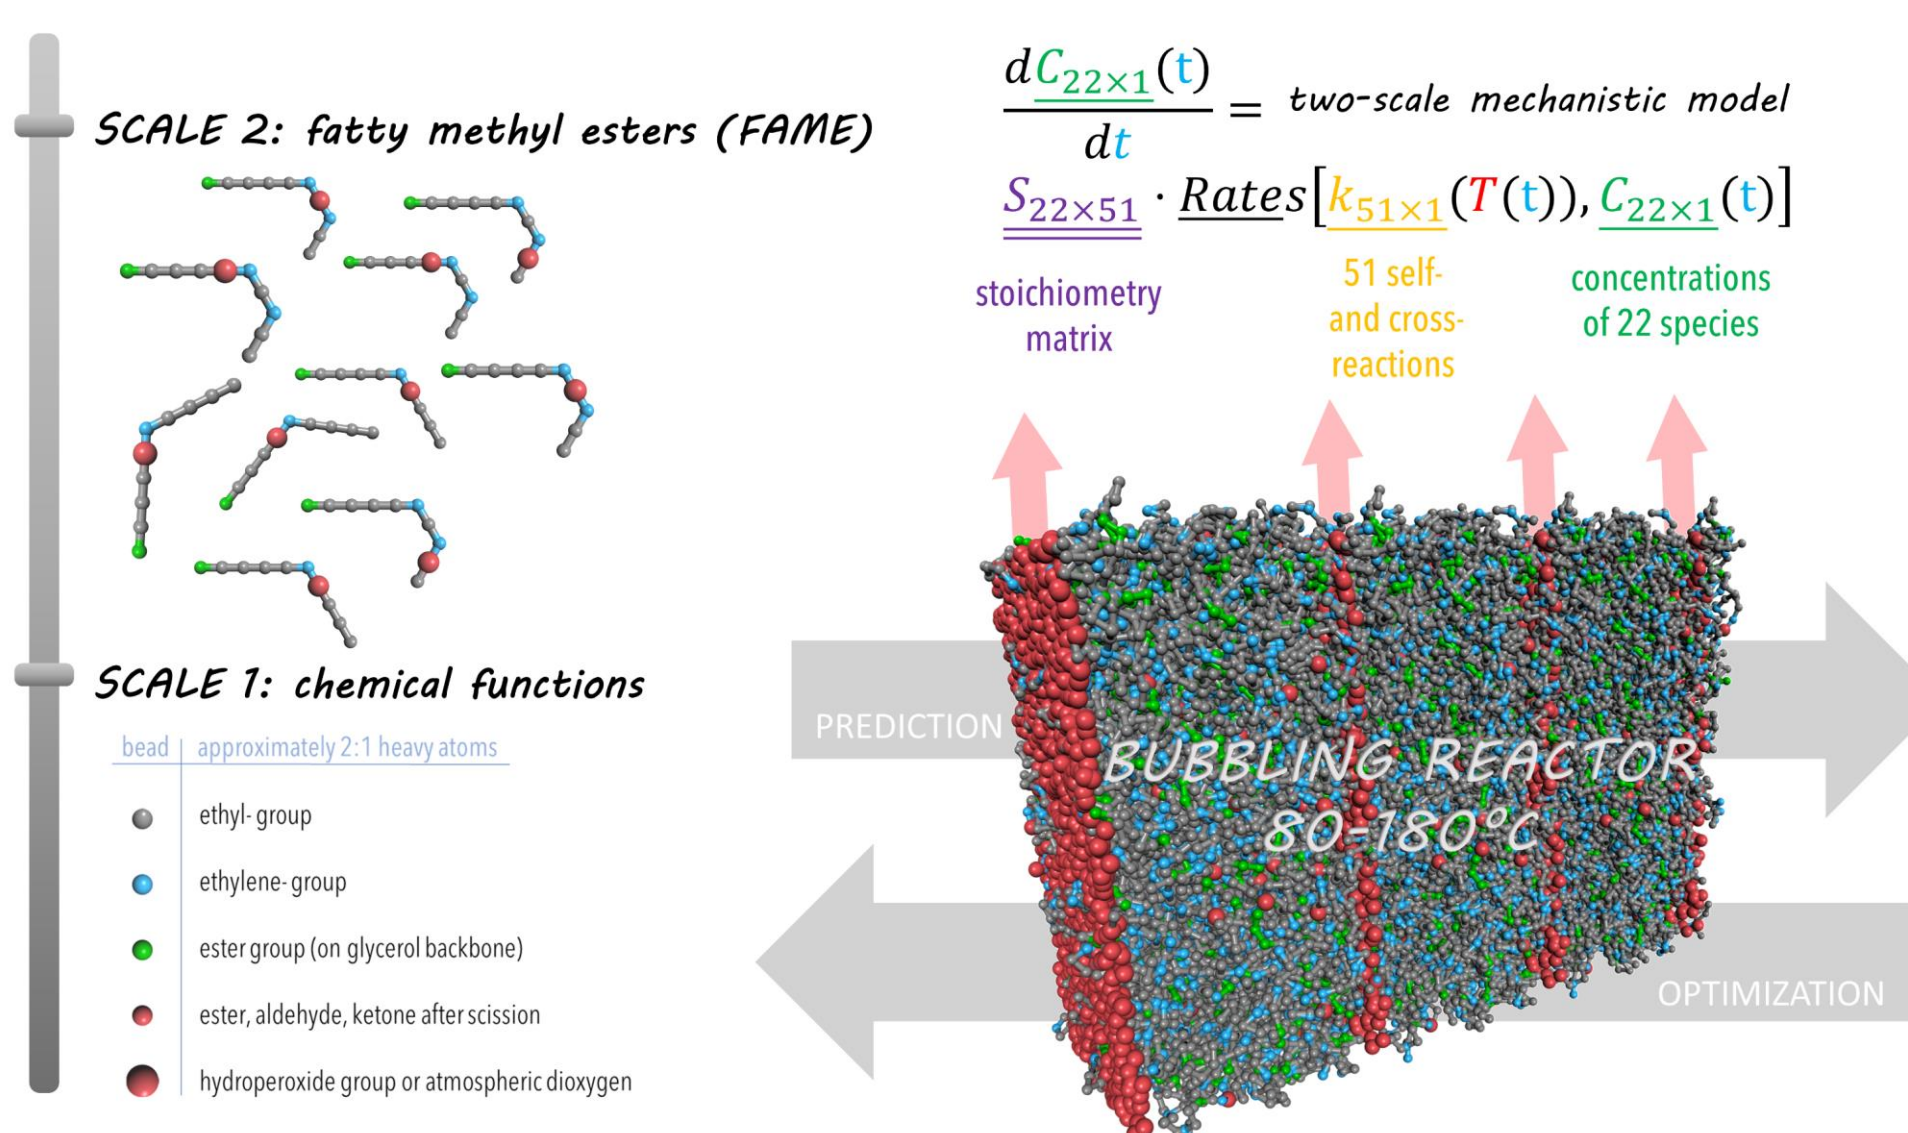 SCALE 2: fatty methyl esters (FAME)
SCALE 1: chemical functions
bead | approximately 2:1 heavy atoms
ethyl- group
ethylene- group
ester group (on glycerol backbone)
ester, aldehyde, ketone after scission
hydroperoxide group or atmospheric dioxygen
dC22×1(t)
dt
= two-scale mechanistic model
S22×51 · Rates[k51×1(T(t)), C22×1(t)]
stoichiometry
matrix
51 self-
and cross-
reactions
concentrations
of 22 species
PREDICTION
BUBBLING REACTOR
80-180°C
OPTIMIZATION